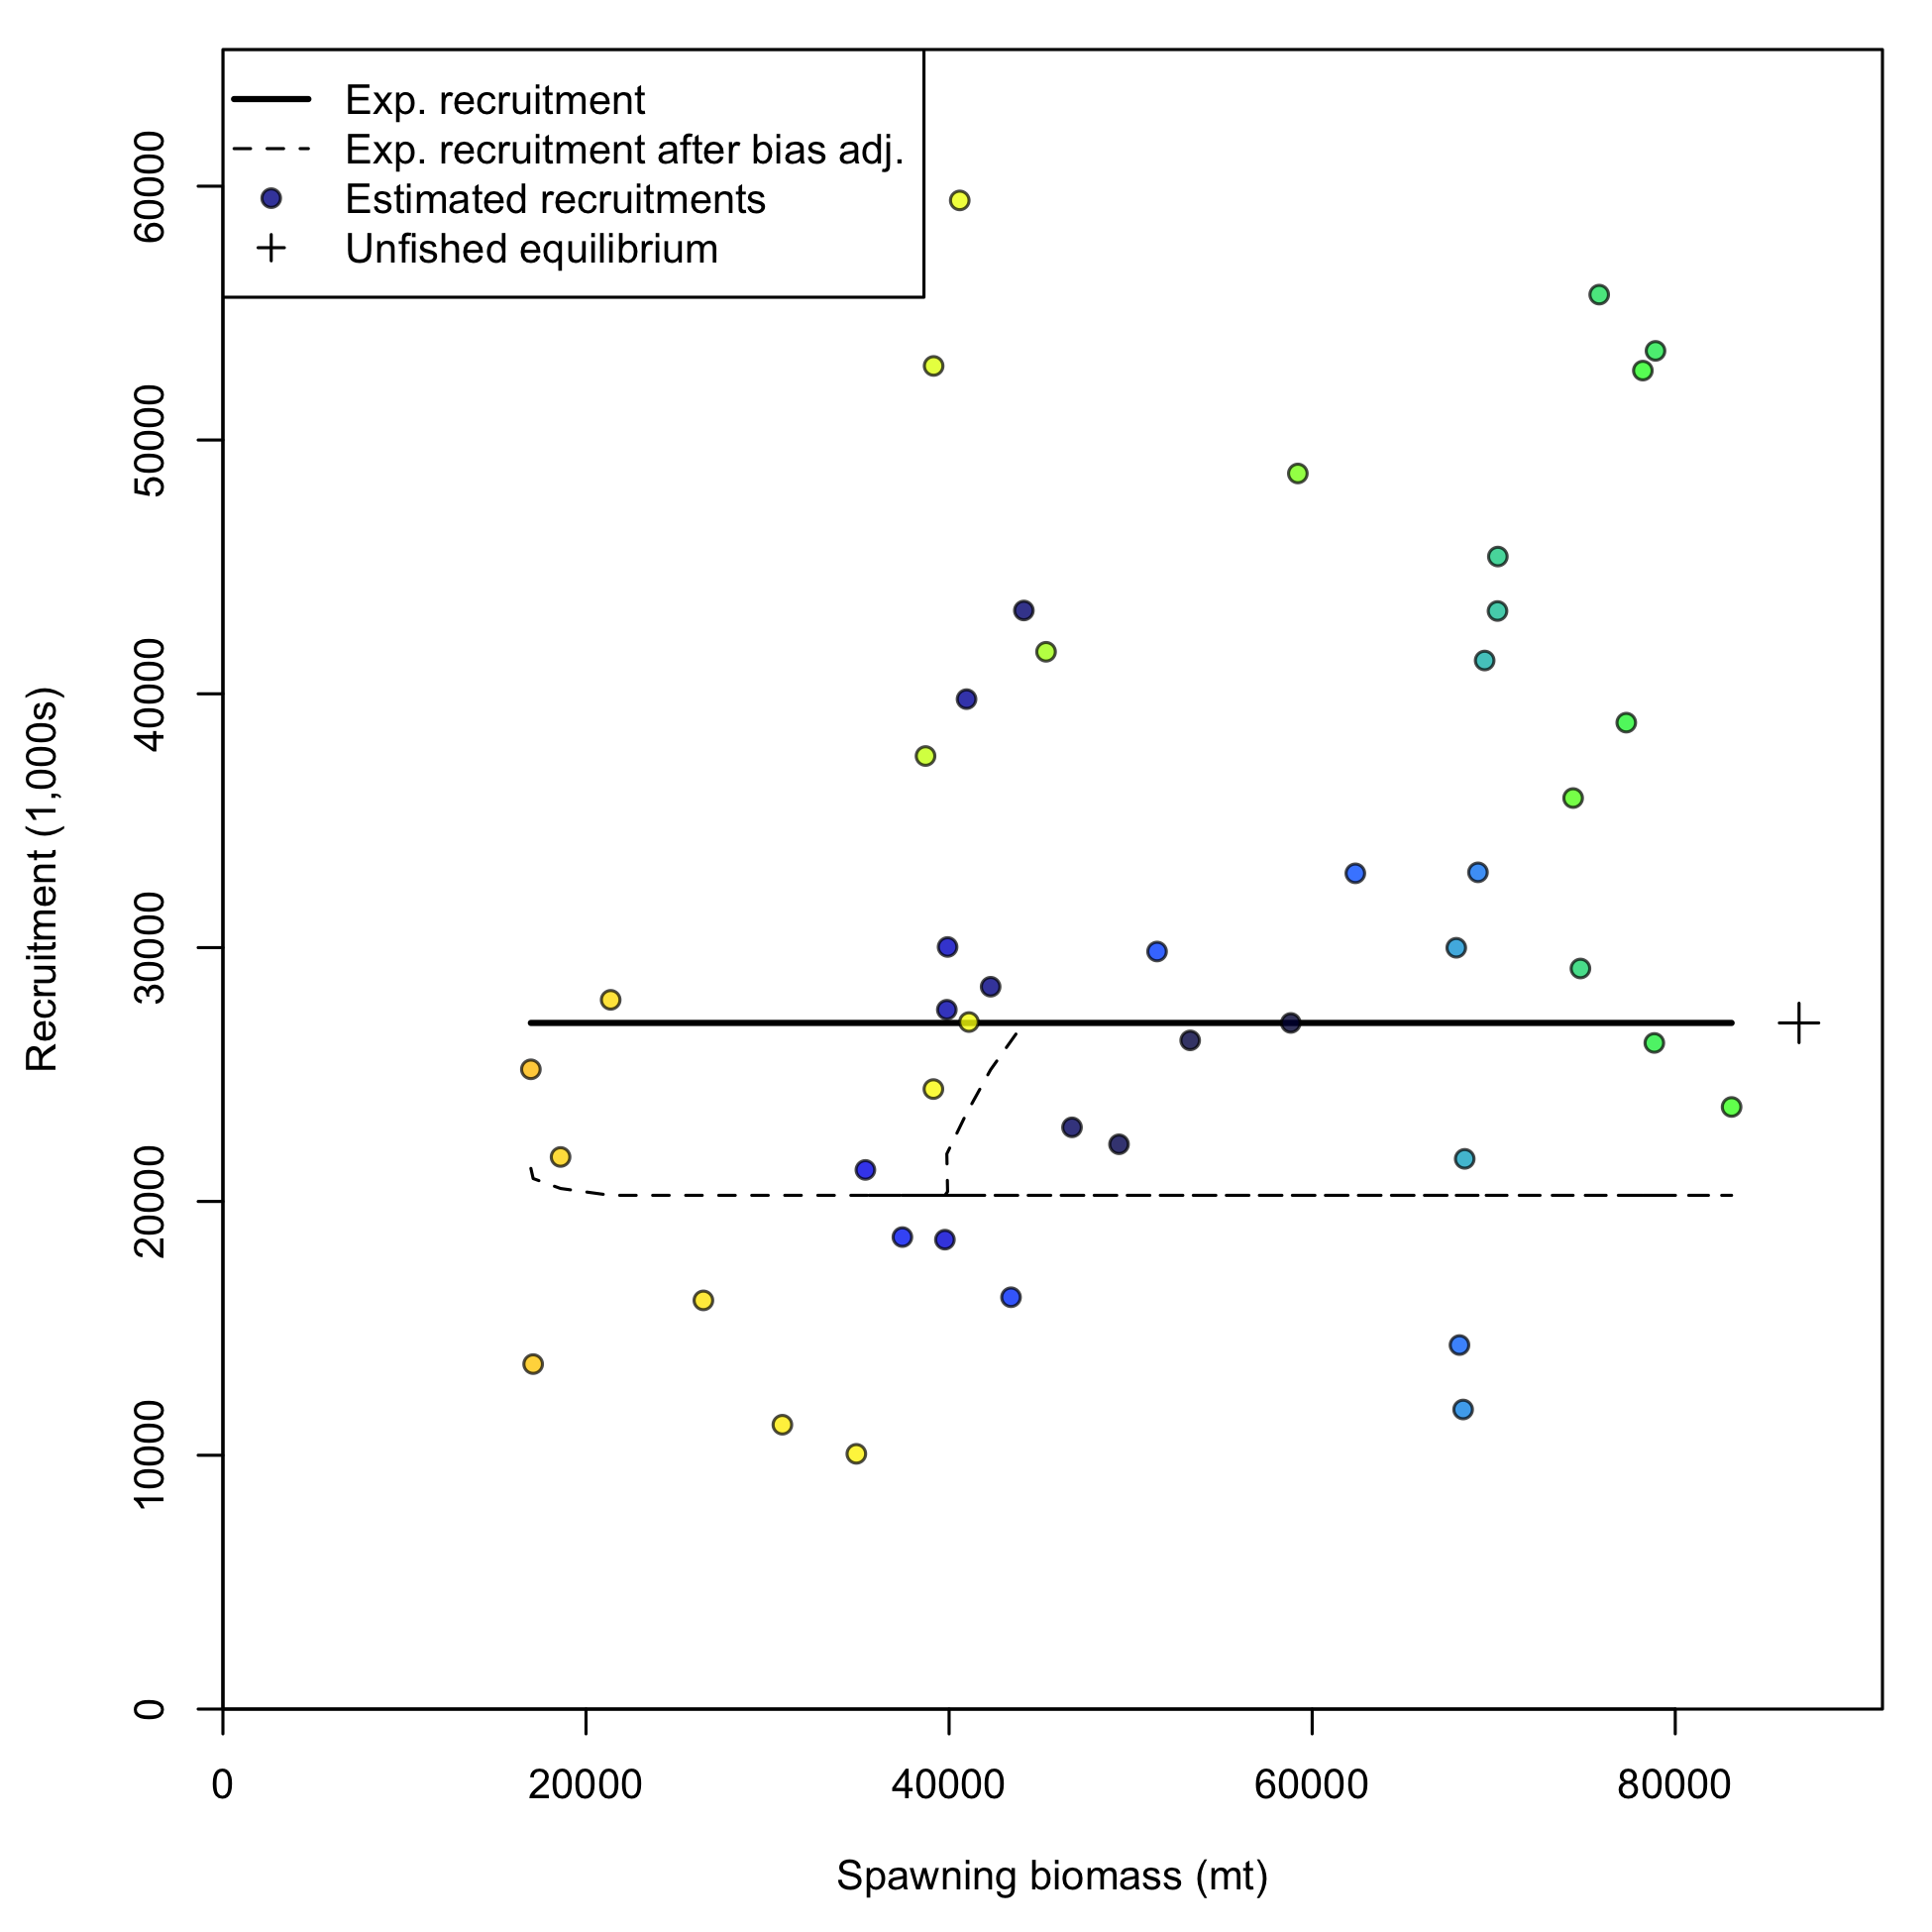 Exp. recruitment
Exp. recruitment after bias adj.
Estimated recruitments
Unfished equilibrium
Recruitment (1,000s)
60000
50000
40000
30000
20000
10000
0
0 20000 40000 60000 80000
Spawning biomass (mt)